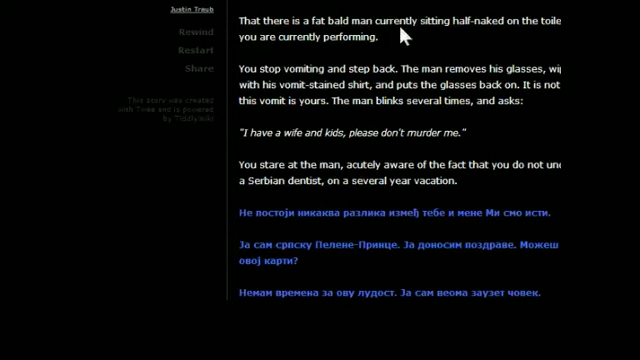 Justin Traub
Rewind
Restart
Share
This story was created
with Twee and is powered
by TiddlyWiki
That there is a fat bald man currently sitting half-naked on the toile
you are currently performing.
You stop vomiting and step back. The man removes his glasses, wip
with his vomit-stained shirt, and puts the glasses back on. It is not
this vomit is yours. The man blinks several times, and asks:
"I have a wife and kids, please don't murder me."
You stare at the man, acutely aware of the fact that you do not und
a Serbian dentist, on a several year vacation.
Не постоји никаква разлика између тебе и мене Ми смо исти.
Ја сам српску Пелене-Принце. Ја доносим поздраве. Можеш
овој карти?
Немам времена за ову лудост. Ја сам веома заузет човек.